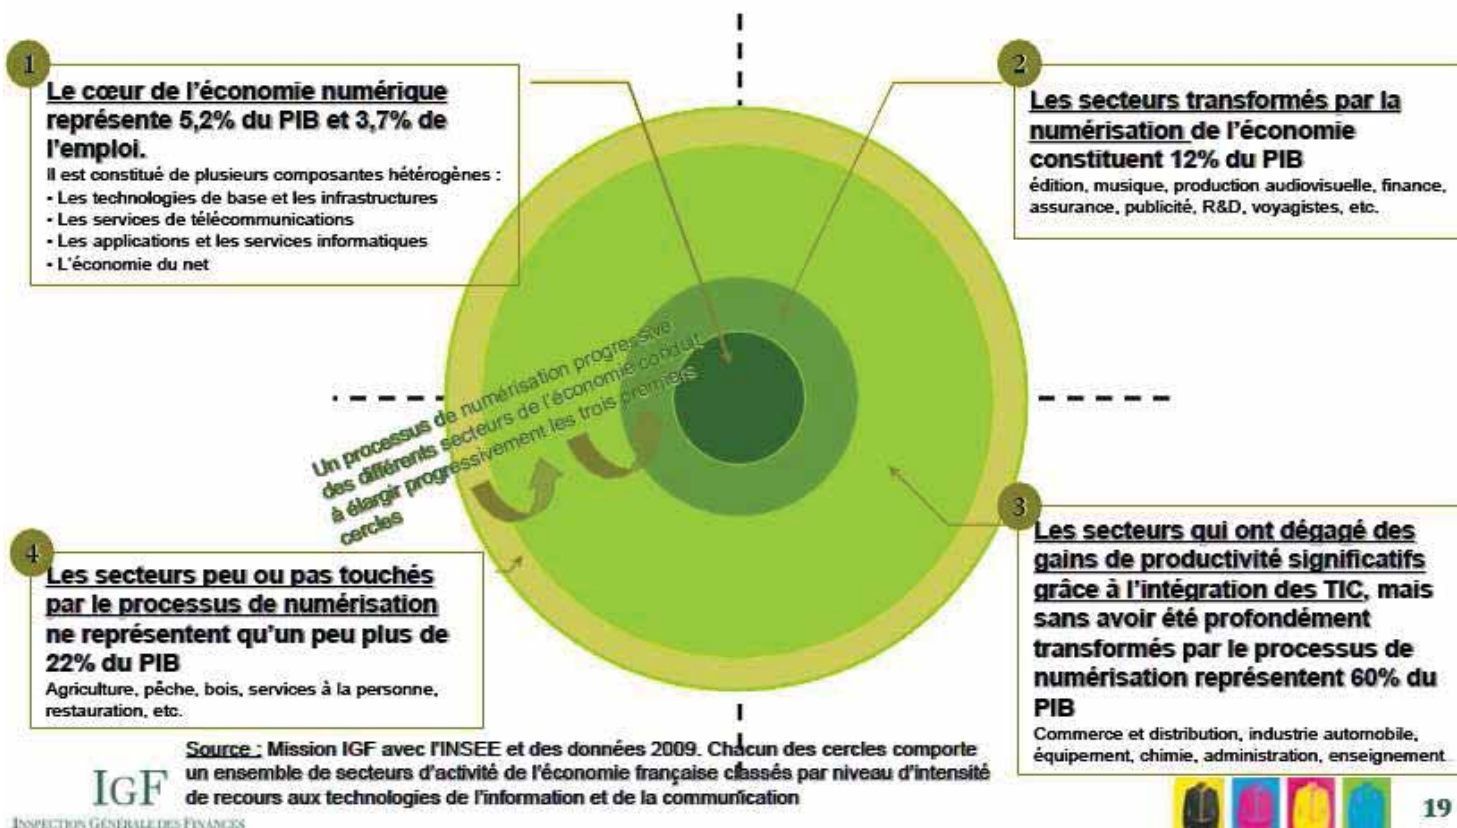 1
Le cœur de l'économie numérique
représente 5,2% du PIB et 3,7% de
l'emploi.
Il est constitué de plusieurs composantes hétérogènes :
- Les technologies de base et les infrastructures
- Les services de télécommunications
- Les applications et les services informatiques
- L'économie du net
2
Les secteurs transformés par la
numérisation de l'économie
constituent 12% du PIB
édition, musique, production audiovisuelle, finance,
assurance, publicité, R&D, voyagistes, etc.
Un processus de numérisation progressive
des différents secteurs de l'économie conduit
à élargir progressivement les trois premiers
cercles
3
Les secteurs qui ont dégagé des
gains de productivité significatifs
grâce à l'intégration des TIC, mais
sans avoir été profondément
transformés par le processus de
numérisation représentent 60% du
PIB
Commerce et distribution, industrie automobile,
équipement, chimie, administration, enseignement
4
Les secteurs peu ou pas touchés
par le processus de numérisation
ne représentent qu'un peu plus de
22% du PIB
Agriculture, pêche, bois, services à la personne,
restauration, etc.
Source : Mission IGF avec l'INSEE et des données 2009. Chacun des cercles comporte
un ensemble de secteurs d'activité de l'économie française classés par niveau d'intensité
de recours aux technologies de l'information et de la communication
IGF
INSPECTION GÉNÉRALE DES FINANCES
19